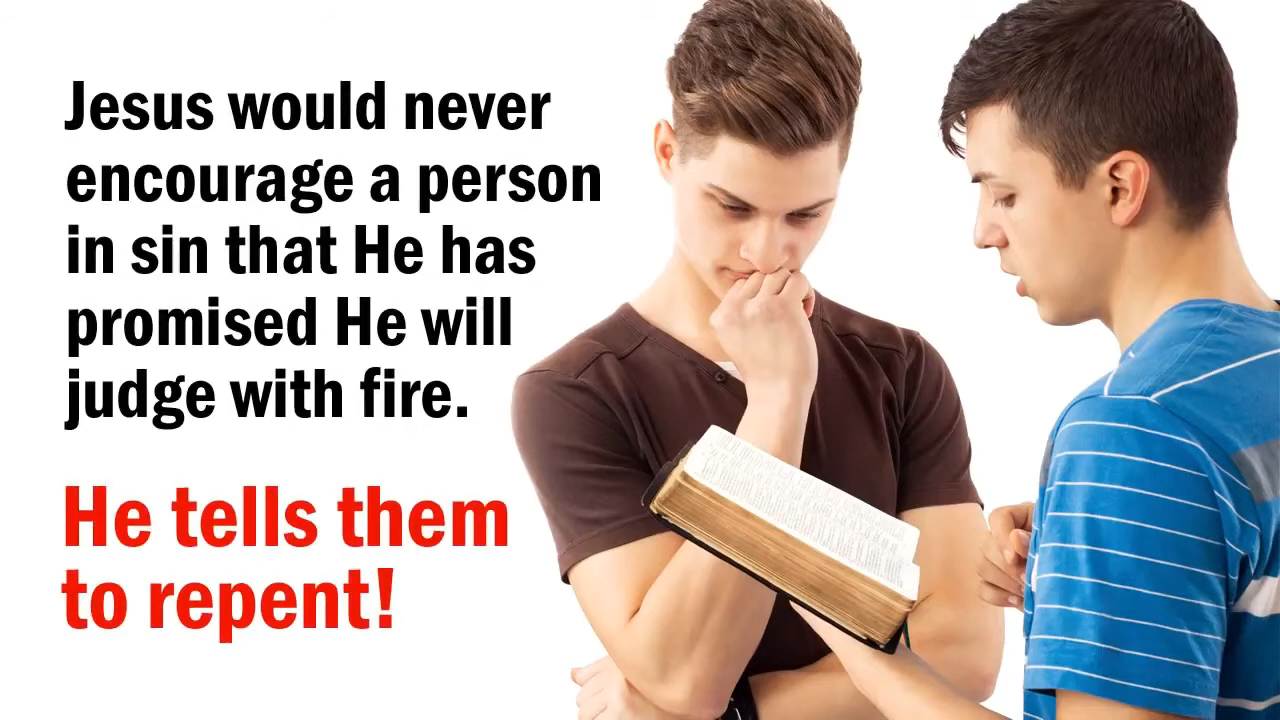 Jesus would never
encourage a person
in sin that He has
promised He will
judge with fire.
He tells them
to repent!